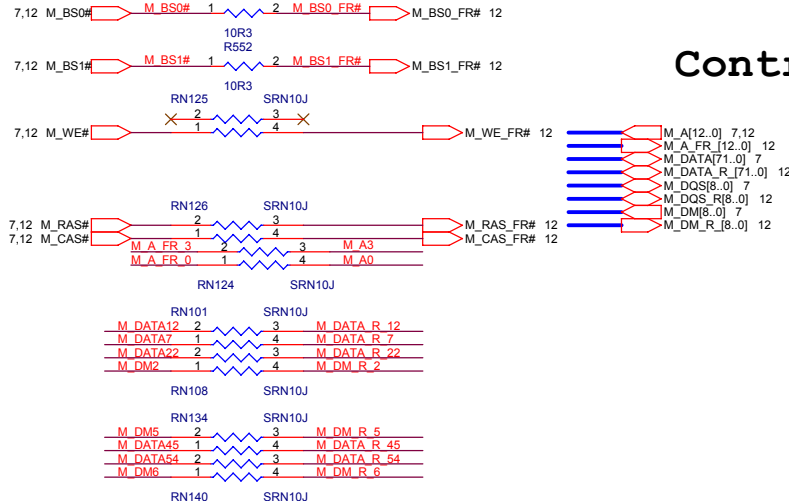 7,12 M_BS0# M_BS0# 1 2 M_BS0_FR# M_BS0_FR# 12
10R3
R552
7,12 M_BS1# M_BS1# 1 2 M_BS1_FR# M_BS1_FR# 12
Contr
10R3
RN125 SRN10J
2 3
7,12 M_WE# 1 4 M_WE_FR# 12
M_A[12..0] 7,12
M_A_FR_[12..0] 12
M_DATA[71..0] 7
M_DATA_R_[71..0] 12
M_DQS[8..0] 7
M_DQS_R[8..0] 12
M_DM[8..0] 7
M_DM_R_[8..0] 12
RN126 SRN10J
7,12 M_RAS# 2 3 M_RAS_FR# 12
7,12 M_CAS# 1 4 M_CAS_FR# 12
M_A_FR_3 2 3 M_A3
M_A_FR_0 1 4 M_A0
RN124 SRN10J
RN101 SRN10J
M_DATA12 2 3 M_DATA_R_12
M_DATA7 1 4 M_DATA_R_7
M_DATA22 2 3 M_DATA_R_22
M_DM2 1 4 M_DM_R_2
RN108 SRN10J
RN134 SRN10J
M_DM5 2 3 M_DM_R_5
M_DATA45 1 4 M_DATA_R_45
M_DATA54 2 3 M_DATA_R_54
M_DM6 1 4 M_DM_R_6
RN140 SRN10J